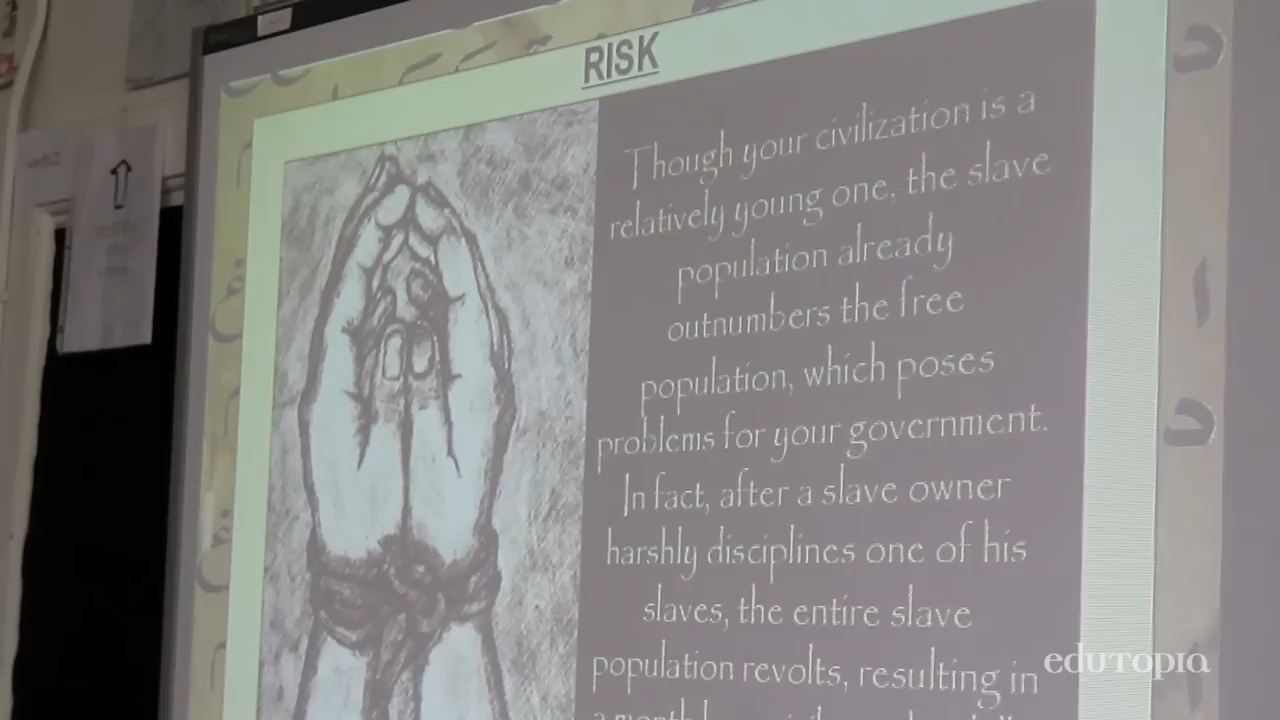 RISK
Though your civilization is a
relatively young one, the slave
population already
outnumbers the free
population, which poses
problems for your government.
In fact, after a slave owner
harshly disciplines one of his
slaves, the entire slave
population revolts, resulting in
edutopia